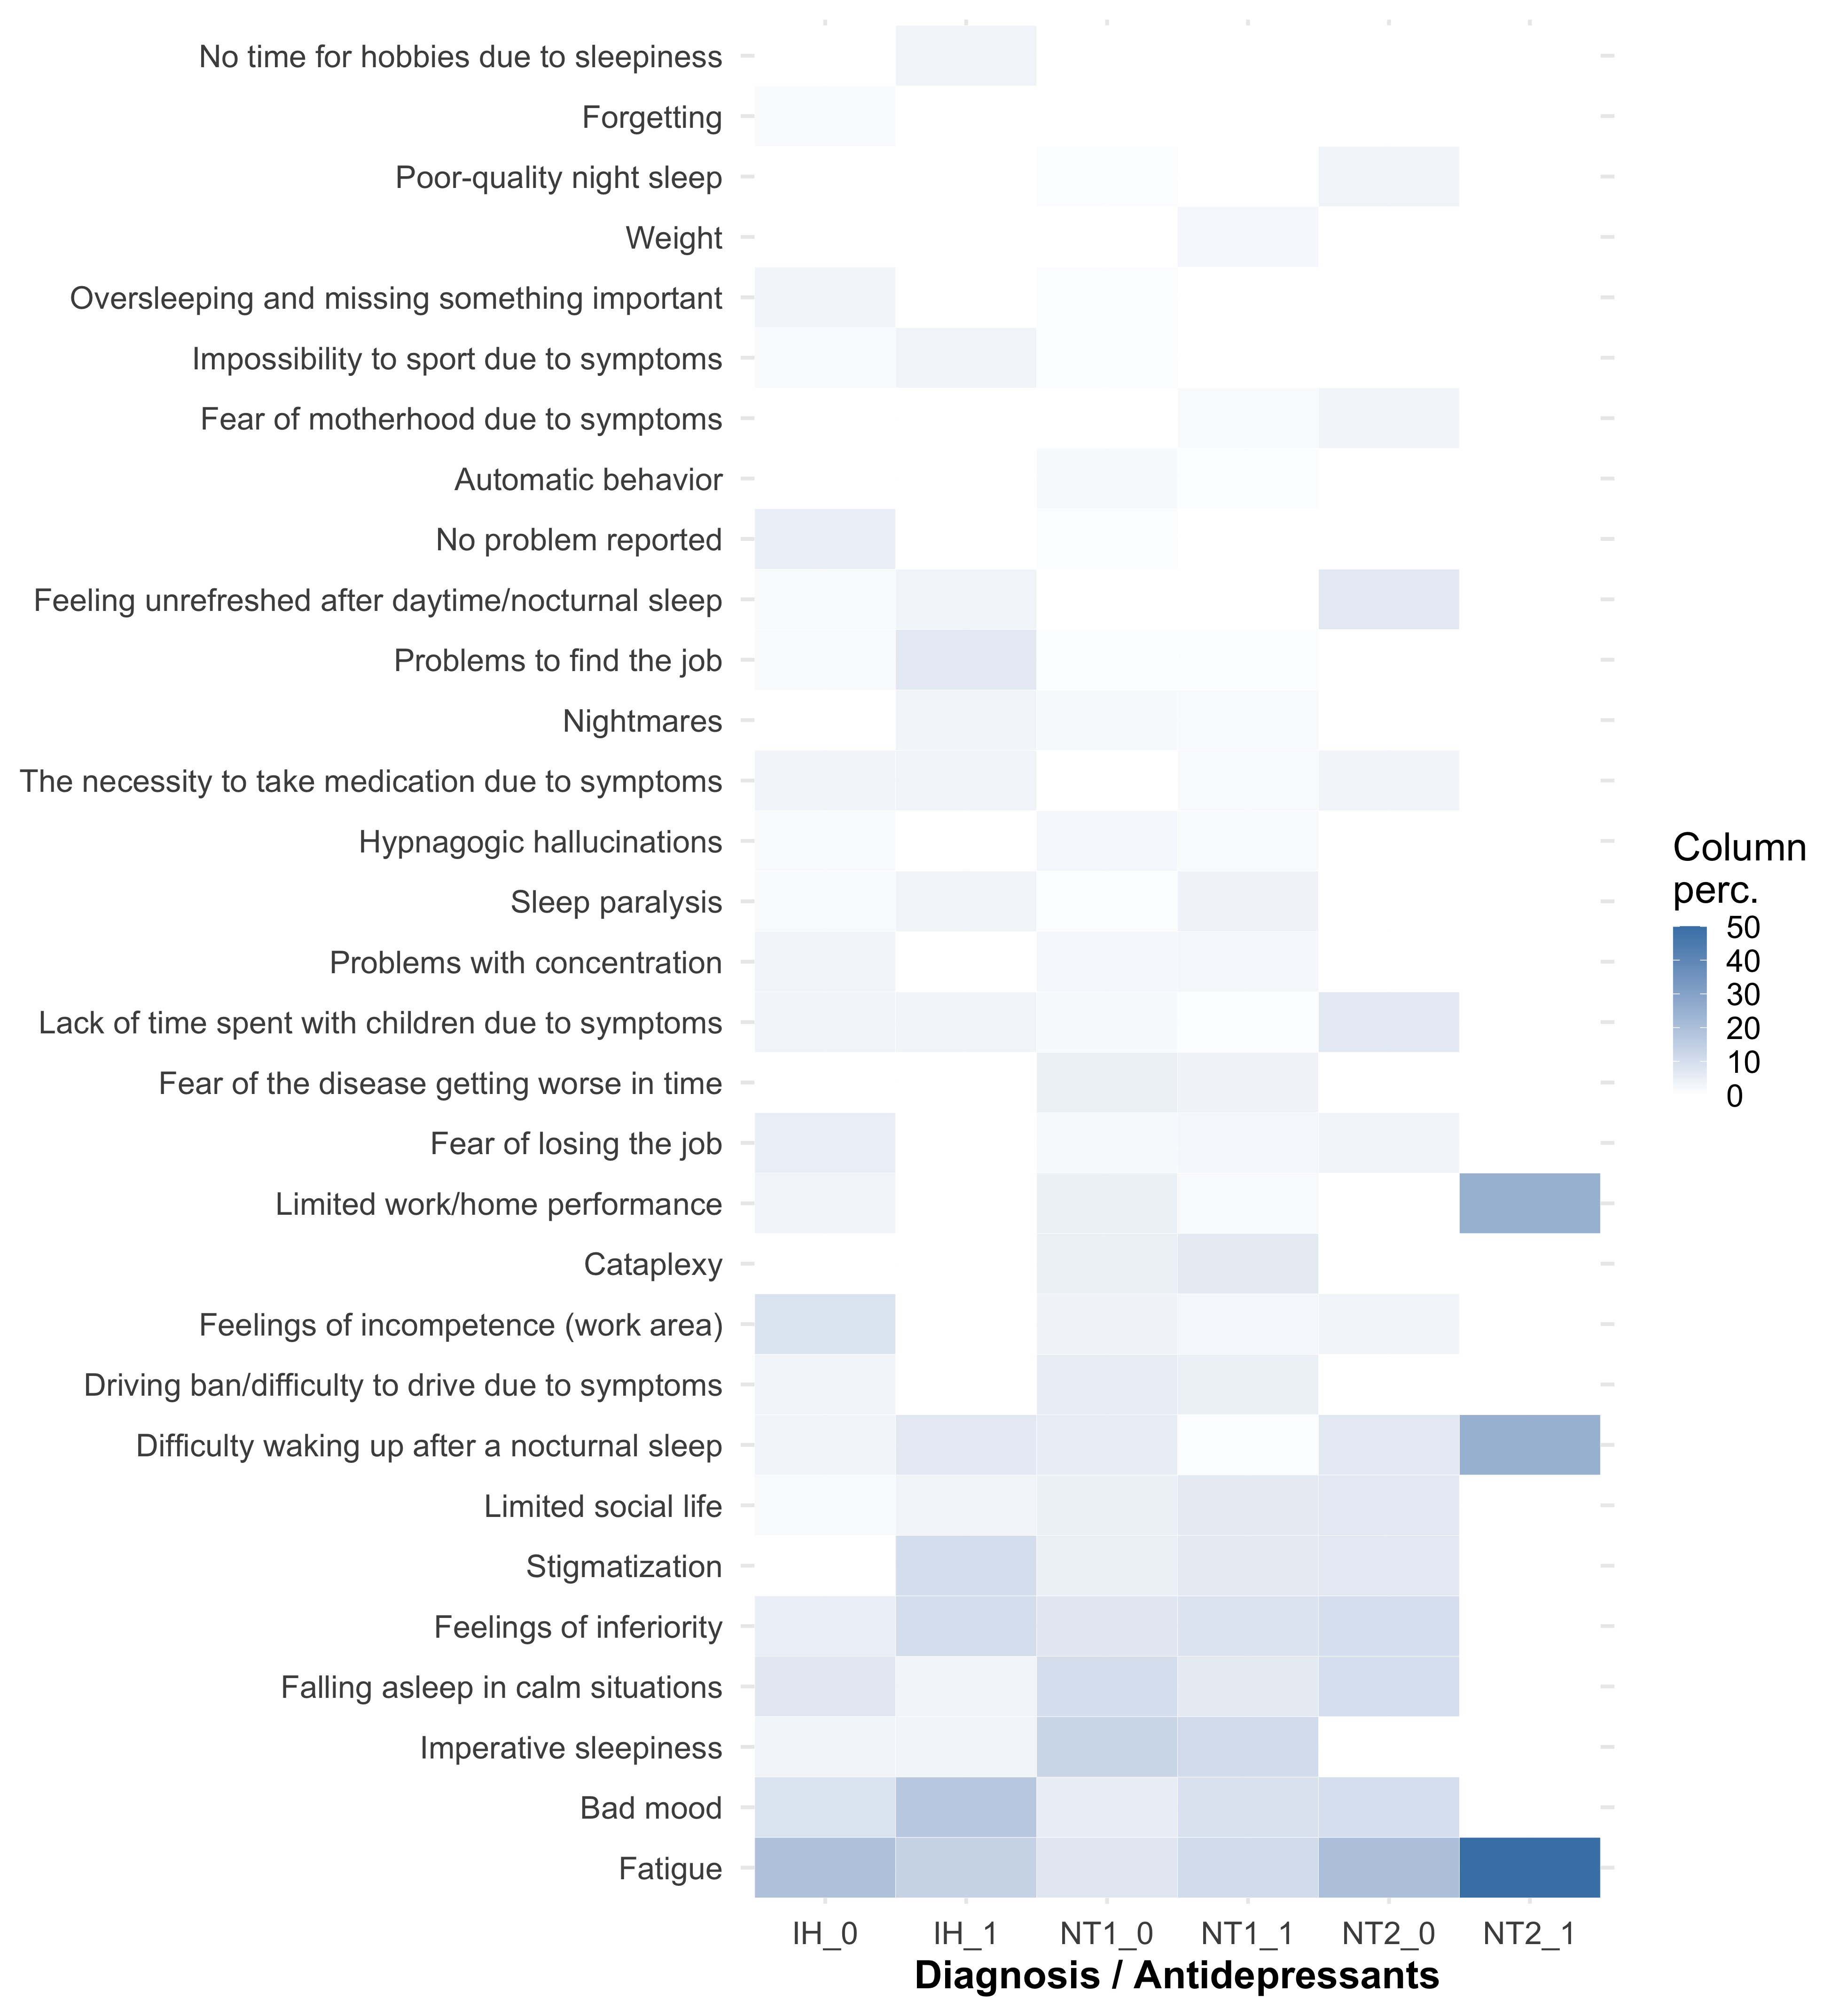 No time for hobbies due to sleepiness
Forgetting
Poor-quality night sleep
Weight
Oversleeping and missing something important
Impossibility to sport due to symptoms
Fear of motherhood due to symptoms
Automatic behavior
No problem reported
Feeling unrefreshed after daytime/nocturnal sleep
Problems to find the job
Nightmares
The necessity to take medication due to symptoms
Hypnagogic hallucinations
Sleep paralysis
Problems with concentration
Lack of time spent with children due to symptoms
Fear of the disease getting worse in time
Fear of losing the job
Limited work/home performance
Cataplexy
Feelings of incompetence (work area)
Driving ban/difficulty to drive due to symptoms
Difficulty waking up after a nocturnal sleep
Limited social life
Stigmatization
Feelings of inferiority
Falling asleep in calm situations
Imperative sleepiness
Bad mood
Fatigue
IH_0 IH_1 NT1_0 NT1_1 NT2_0 NT2_1
Diagnosis / Antidepressants
Column
perc.
50
40
30
20
10
0